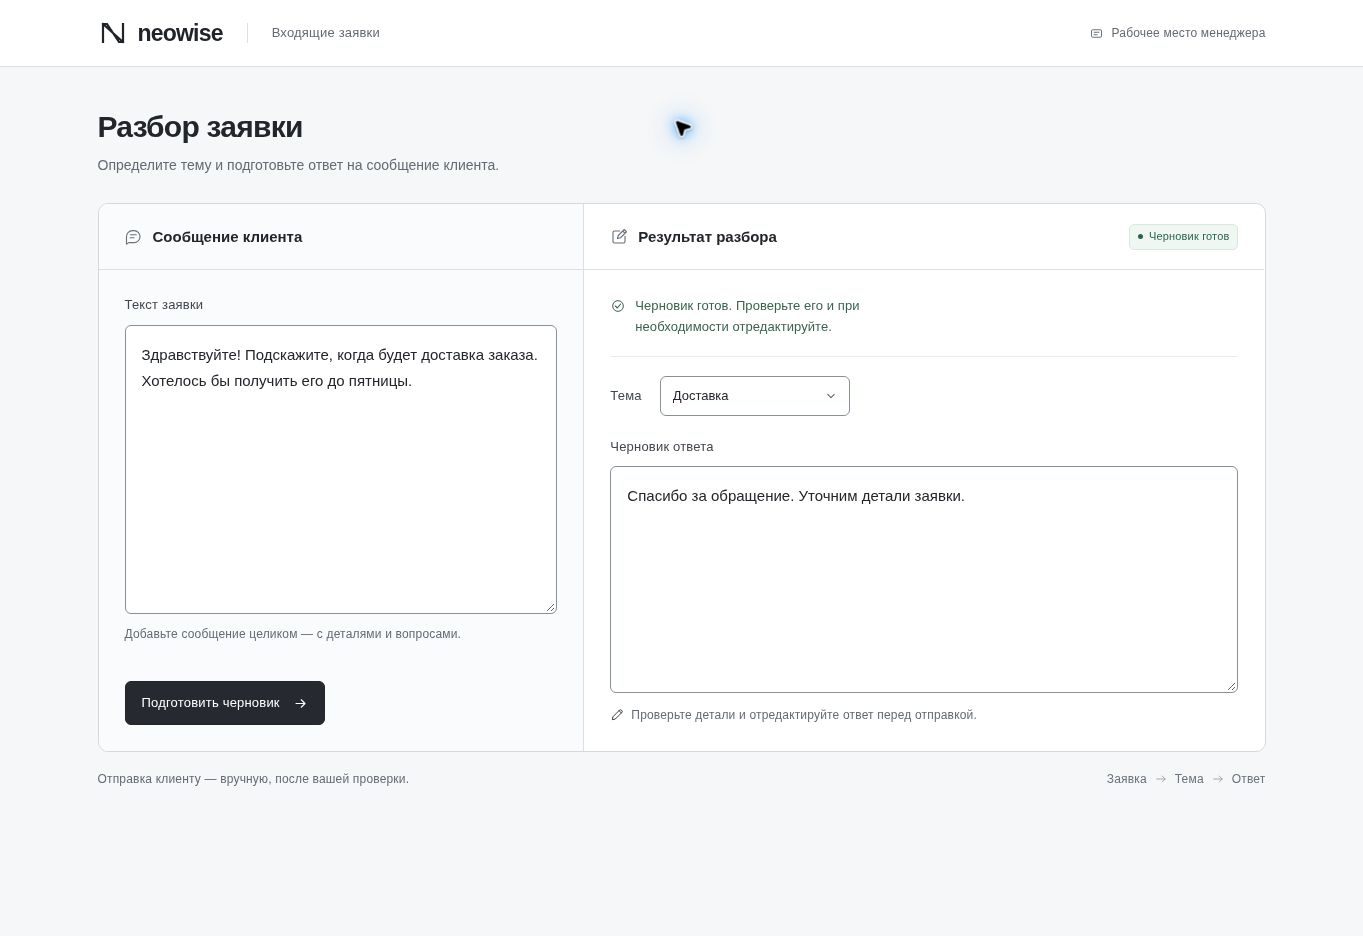 neowise
Входящие заявки
Рабочее место менеджера
Разбор заявки
Определите тему и подготовьте ответ на сообщение клиента.
Сообщение клиента
Текст заявки
Здравствуйте! Подскажите, когда будет доставка заказа.
Хотелось бы получить его до пятницы.
Добавьте сообщение целиком — с деталями и вопросами.
Подготовить черновик
Результат разбора
Черновик готов
Черновик готов. Проверьте его и при
необходимости отредактируйте.
Тема
Доставка
Черновик ответа
Спасибо за обращение. Уточним детали заявки.
Проверьте детали и отредактируйте ответ перед отправкой.
Отправка клиенту — вручную, после вашей проверки.
Заявка → Тема → Ответ